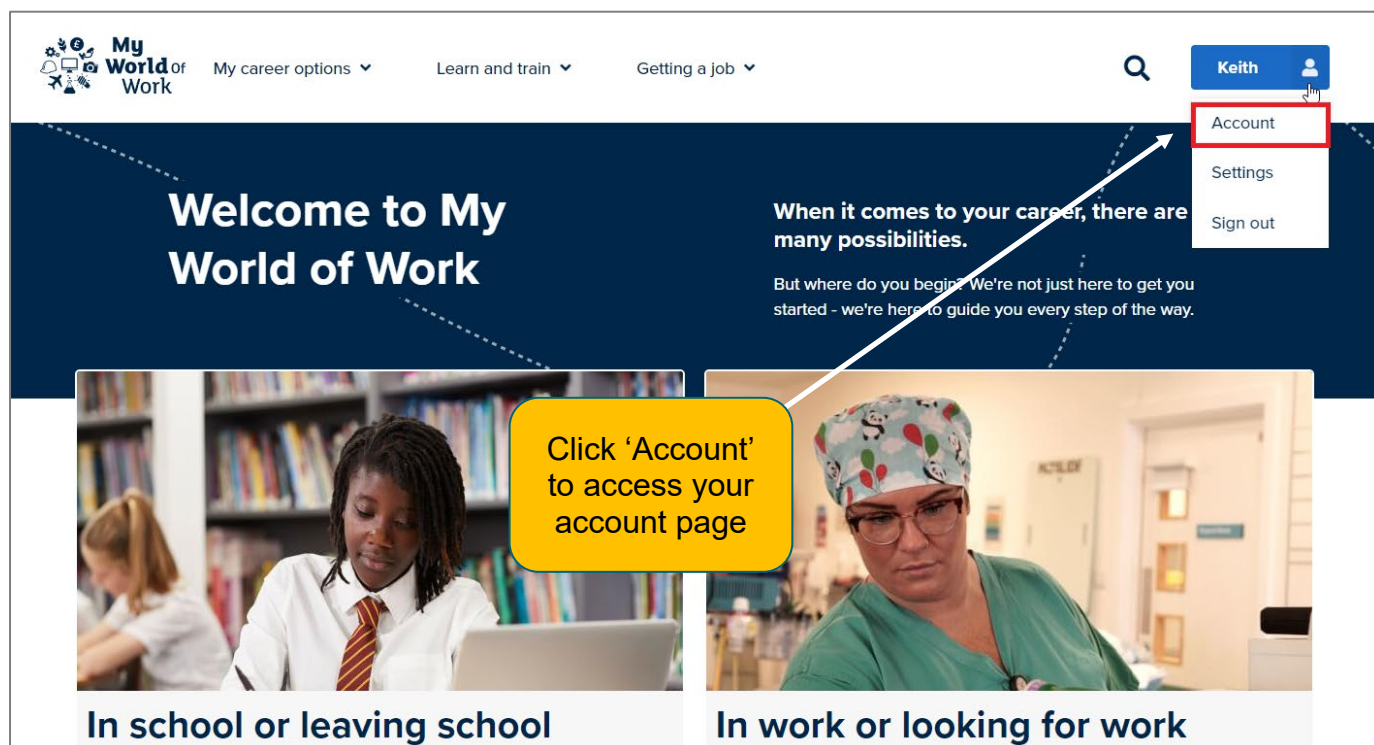 My
World of
Work
My career options
Learn and train
Getting a job
Keith
Account
Settings
Sign out
Welcome to My
World of Work
When it comes to your career, there are
many possibilities.
But where do you begin? We're not just here to get you
started - we're here to guide you every step of the way.
Click ‘Account’
to access your
account page
In school or leaving school
In work or looking for work